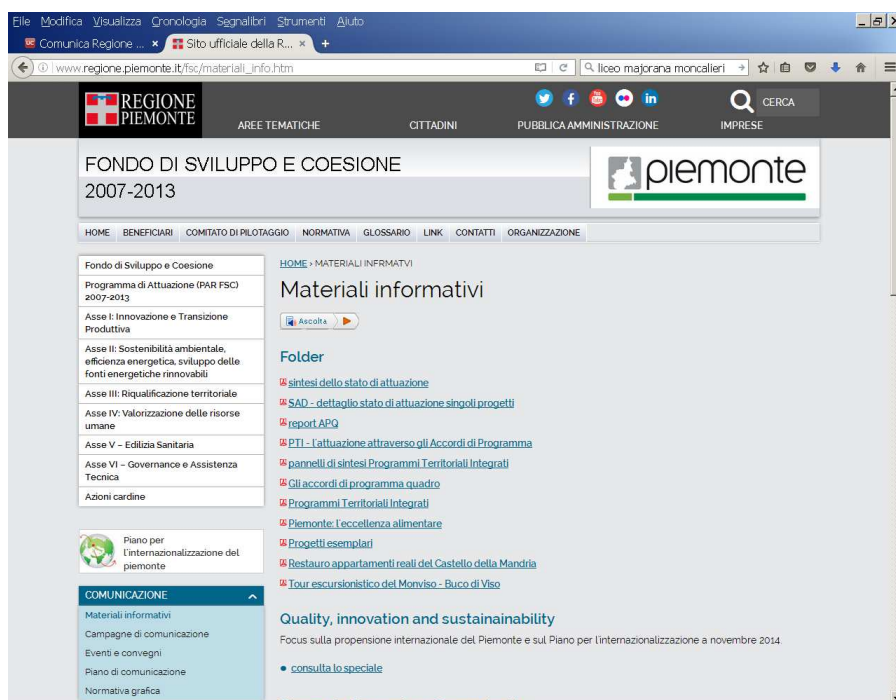 File Modifica Visualizza Cronologia Segnalibri Strumenti Aiuto
Comunica Regione ... × Sito ufficiale della R... × +
www.regione.piemonte.it/fsc/materiali_info.htm liceo majorana moncalieri
REGIONE
PIEMONTE
CERCA
AREE TEMATICHE CITTADINI PUBBLICA AMMINISTRAZIONE IMPRESE
FONDO DI SVILUPPO E COESIONE
2007-2013
piemonte
HOME BENEFICIARI COMITATO DI PILOTAGGIO NORMATIVA GLOSSARIO LINK CONTATTI ORGANIZZAZIONE
Fondo di Sviluppo e Coesione
Programma di Attuazione (PAR FSC)
2007-2013
Asse I: Innovazione e Transizione
Produttiva
Asse II: Sostenibilità ambientale,
efficienza energetica, sviluppo delle
fonti energetiche rinnovabili
Asse III: Riqualificazione territoriale
Asse IV: Valorizzazione delle risorse
umane
Asse V – Edilizia Sanitaria
Asse VI – Governance e Assistenza
Tecnica
Azioni cardine
Piano per
l'internazionalizzazione del
piemonte
COMUNICAZIONE
Materiali informativi
Campagne di comunicazione
Eventi e convegni
Piano di comunicazione
Normativa grafica
HOME › MATERIALI INFRMATVI
Materiali informativi
Ascolta
Folder
sintesi dello stato di attuazione
SAD - dettaglio stato di attuazione singoli progetti
report APQ
PTI - l'attuazione attraverso gli Accordi di Programma
pannelli di sintesi Programmi Territoriali Integrati
Gli accordi di programma quadro
Programmi Territoriali Integrati
Piemonte: l'eccellenza alimentare
Progetti esemplari
Restauro appartamenti reali del Castello della Mandria
Tour escursionistico del Monviso - Buco di Viso
Quality, innovation and sustainainability
Focus sulla propensione internazionale del Piemonte e sul Piano per l'internazionalizzazione a novembre 2014.
consulta lo speciale